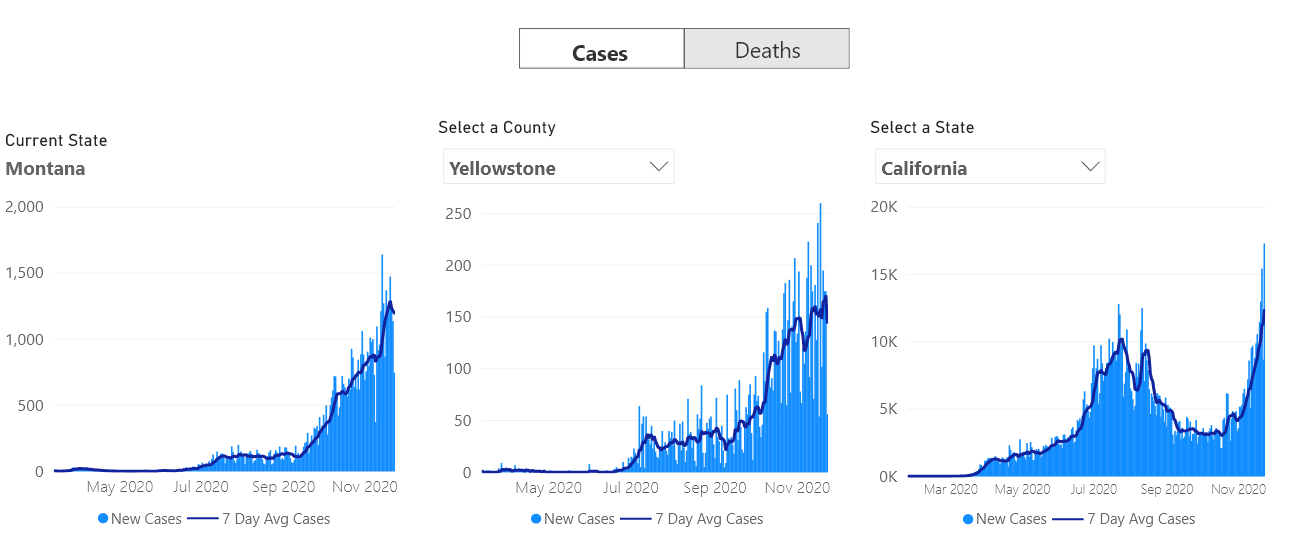 Cases Deaths
Current State
Montana
2,000
1,500
1,000
500
0
May 2020 Jul 2020 Sep 2020 Nov 2020
New Cases 7 Day Avg Cases
Select a County
Yellowstone
250
200
150
100
50
0
May 2020 Jul 2020 Sep 2020 Nov 2020
New Cases 7 Day Avg Cases
Select a State
California
20K
15K
10K
5K
0K
Mar 2020 May 2020 Jul 2020 Sep 2020 Nov 2020
New Cases 7 Day Avg Cases